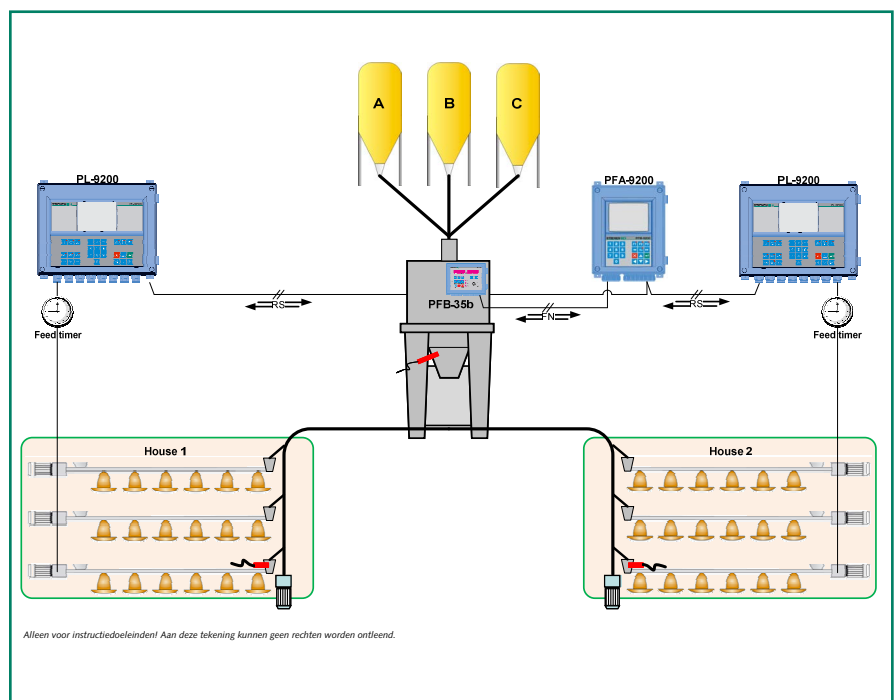 A
B
C
PL-9200
PFA-9200
PL-9200
RS
PFB-35b
FN
RS
Feed timer
Feed timer
House 1
House 2
Alleen voor instructiedoeleinden! Aan deze tekening kunnen geen rechten worden ontleend.